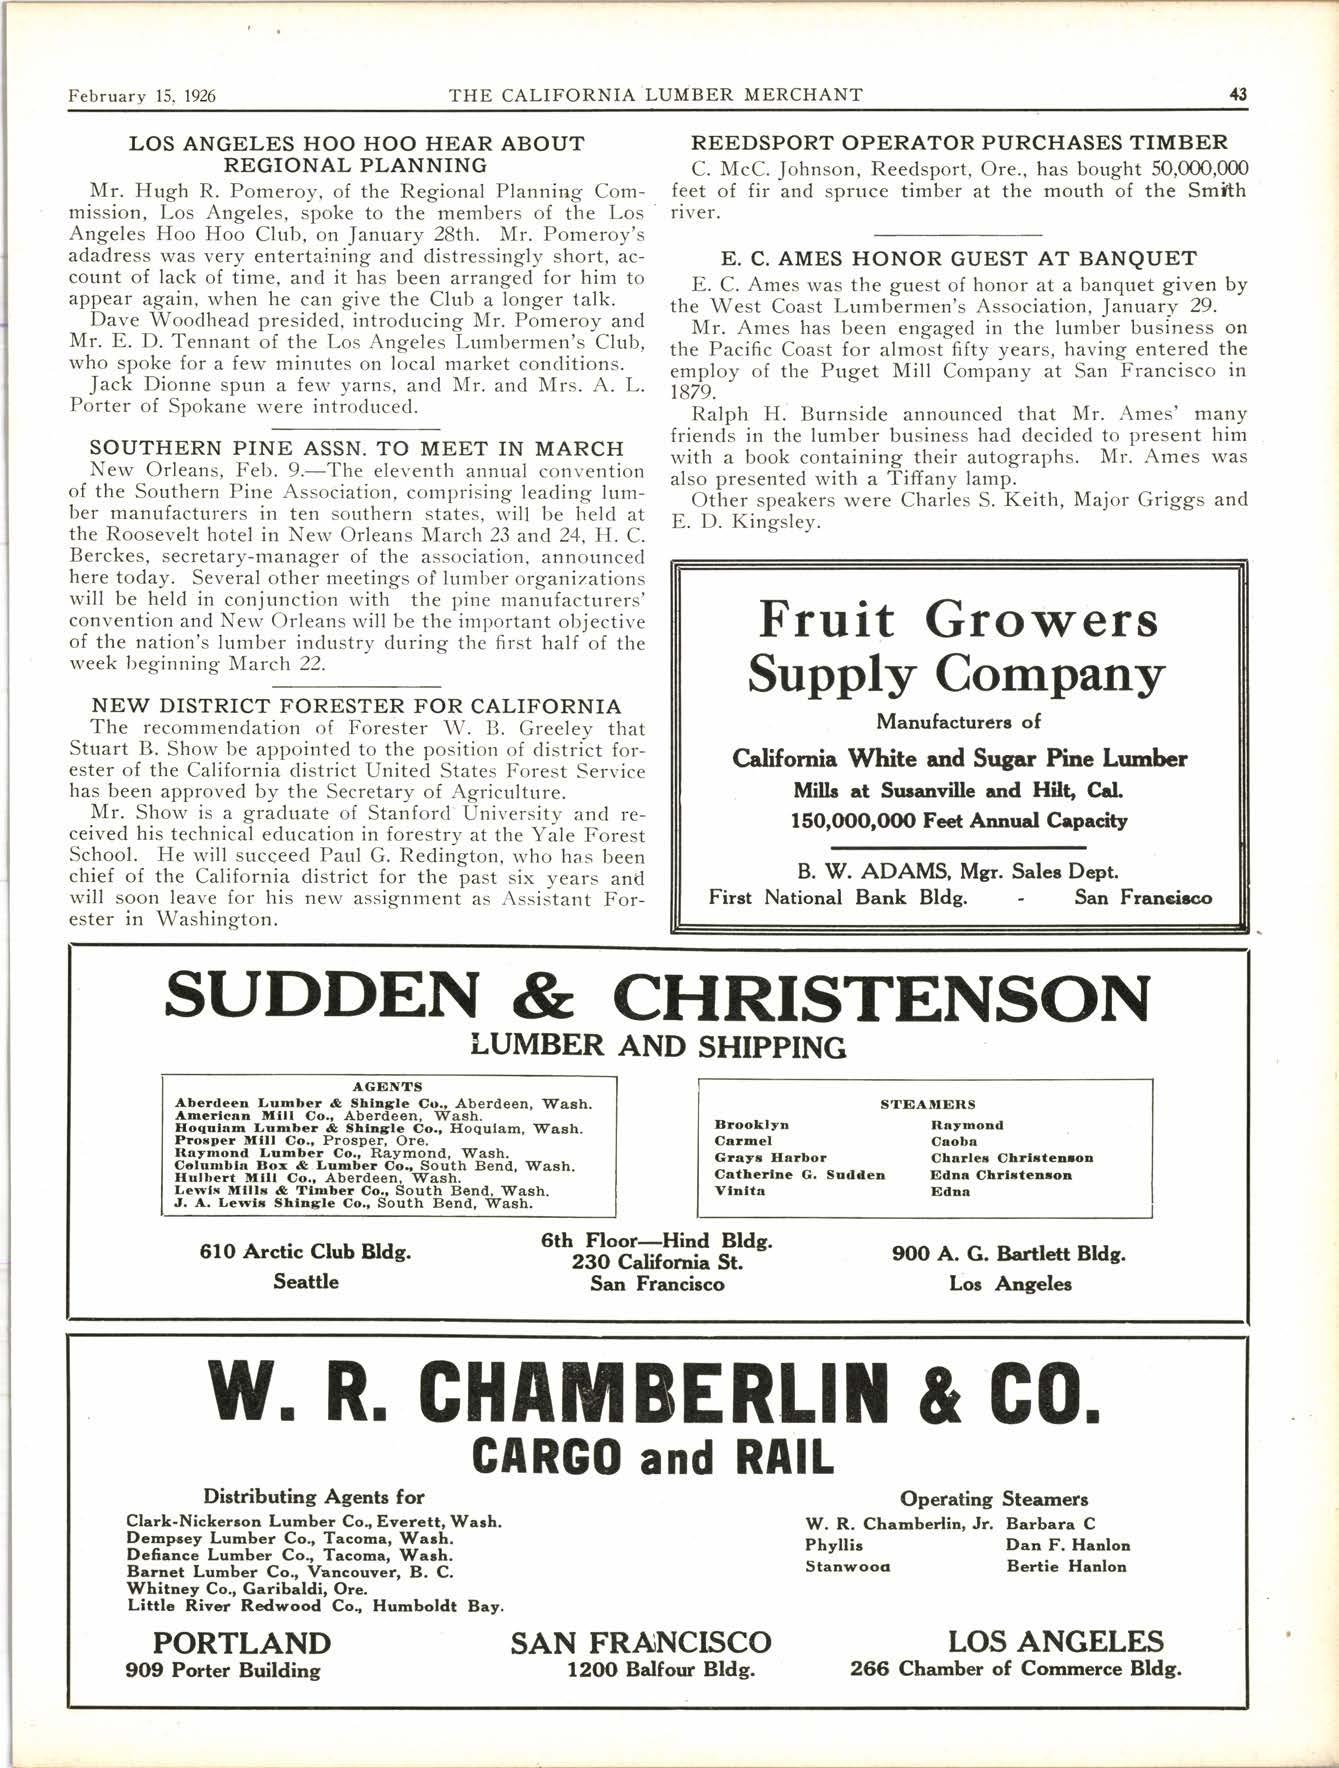 February 15, 1926
THE CALIFORNIA LUMBER MERCHANT
43
LOS ANGELES HOO HOO HEAR ABOUT
REGIONAL PLANNING
Mr. Hugh R. Pomeroy, of the Regional Planning Com-
mission, Los Angeles, spoke to the members of the Los
Angeles Hoo Hoo Club, on January 28th. Mr. Pomeroy's
adadress was very entertaining and distressingly short, ac-
count of lack of time, and it has been arranged for him to
appear again, when he can give the Club a longer talk.
Dave Woodhead presided, introducing Mr. Pomeroy and
Mr. E. D. Tennant of the Los Angeles Lumbermen's Club,
who spoke for a few minutes on local market conditions.
Jack Dionne spun a few yarns, and Mr. and Mrs. A. L.
Porter of Spokane were introduced.
SOUTHERN PINE ASSN. TO MEET IN MARCH
New Orleans, Feb. 9.—The eleventh annual convention
of the Southern Pine Association, comprising leading lum-
ber manufacturers in ten southern states, will be held at
the Roosevelt hotel in New Orleans March 23 and 24, H. C.
Berckes, secretary-manager of the association, announced
here today. Several other meetings of lumber organizations
will be held in conjunction with the pine manufacturers'
convention and New Orleans will be the important objective
of the nation's lumber industry during the first half of the
week beginning March 22.
NEW DISTRICT FORESTER FOR CALIFORNIA
The recommendation of Forester W. B. Greeley that
Stuart B. Show be appointed to the position of district for-
ester of the California district United States Forest Service
has been approved by the Secretary of Agriculture.
Mr. Show is a graduate of Stanford University and re-
ceived his technical education in forestry at the Yale Forest
School. He will succeed Paul G. Redington, who has been
chief of the California district for the past six years and
will soon leave for his new assignment as Assistant For-
ester in Washington.
REEDSPORT OPERATOR PURCHASES TIMBER
C. McC. Johnson, Reedsport, Ore., has bought 50,000,000
feet of fir and spruce timber at the mouth of the Smith
river.
E. C. AMES HONOR GUEST AT BANQUET
E. C. Ames was the guest of honor at a banquet given by
the West Coast Lumbermen's Association, January 29.
Mr. Ames has been engaged in the lumber business on
the Pacific Coast for almost fifty years, having entered the
employ of the Puget Mill Company at San Francisco in
1879.
Ralph H. Burnside announced that Mr. Ames' many
friends in the lumber business had decided to present him
with a book containing their autographs. Mr. Ames was
also presented with a Tiffany lamp.
Other speakers were Charles S. Keith, Major Griggs and
E. D. Kingsley.
Fruit Growers
Supply Company
Manufacturers of
California White and Sugar Pine Lumber
Mills at Susanville and Hilt, Cal.
150,000,000 Feet Annual Capacity
B. W. ADAMS, Mgr. Sales Dept.
First National Bank Bldg. - San Francisco
SUDDEN & CHRISTENSON
LUMBER AND SHIPPING
AGENTS
Aberdeen Lumber & Shingle Co., Aberdeen, Wash.
American Mill Co., Aberdeen, Wash.
Hoquiam Lumber & Shingle Co., Hoquiam, Wash.
Prosper Mill Co., Prosper, Ore.
Raymond Lumber Co., Raymond, Wash.
Columbia Box & Lumber Co., South Bend, Wash.
Hulbert Mill Co., Aberdeen, Wash.
Lewis Mills & Timber Co., South Bend, Wash.
J. A. Lewis Shingle Co., South Bend, Wash.
STEAMERS
Brooklyn Raymond
Carmel Caoba
Grays Harbor Charles Christenson
Catherine G. Sudden Edna Christenson
Vinita Edna
610 Arctic Club Bldg.
Seattle
6th Floor—Hind Bldg.
230 California St.
San Francisco
900 A. G. Bartlett Bldg.
Los Angeles
W. R. CHAMBERLIN & CO.
CARGO and RAIL
Distributing Agents for
Clark-Nickerson Lumber Co., Everett, Wash.
Dempsey Lumber Co., Tacoma, Wash.
Defiance Lumber Co., Tacoma, Wash.
Barnet Lumber Co., Vancouver, B. C.
Whitney Co., Garibaldi, Ore.
Little River Redwood Co., Humboldt Bay.
Operating Steamers
W. R. Chamberlin, Jr. Barbara C
Phyllis Dan F. Hanlon
Stanwood Bertie Hanlon
PORTLAND
909 Porter Building
SAN FRANCISCO
1200 Balfour Bldg.
LOS ANGELES
266 Chamber of Commerce Bldg.